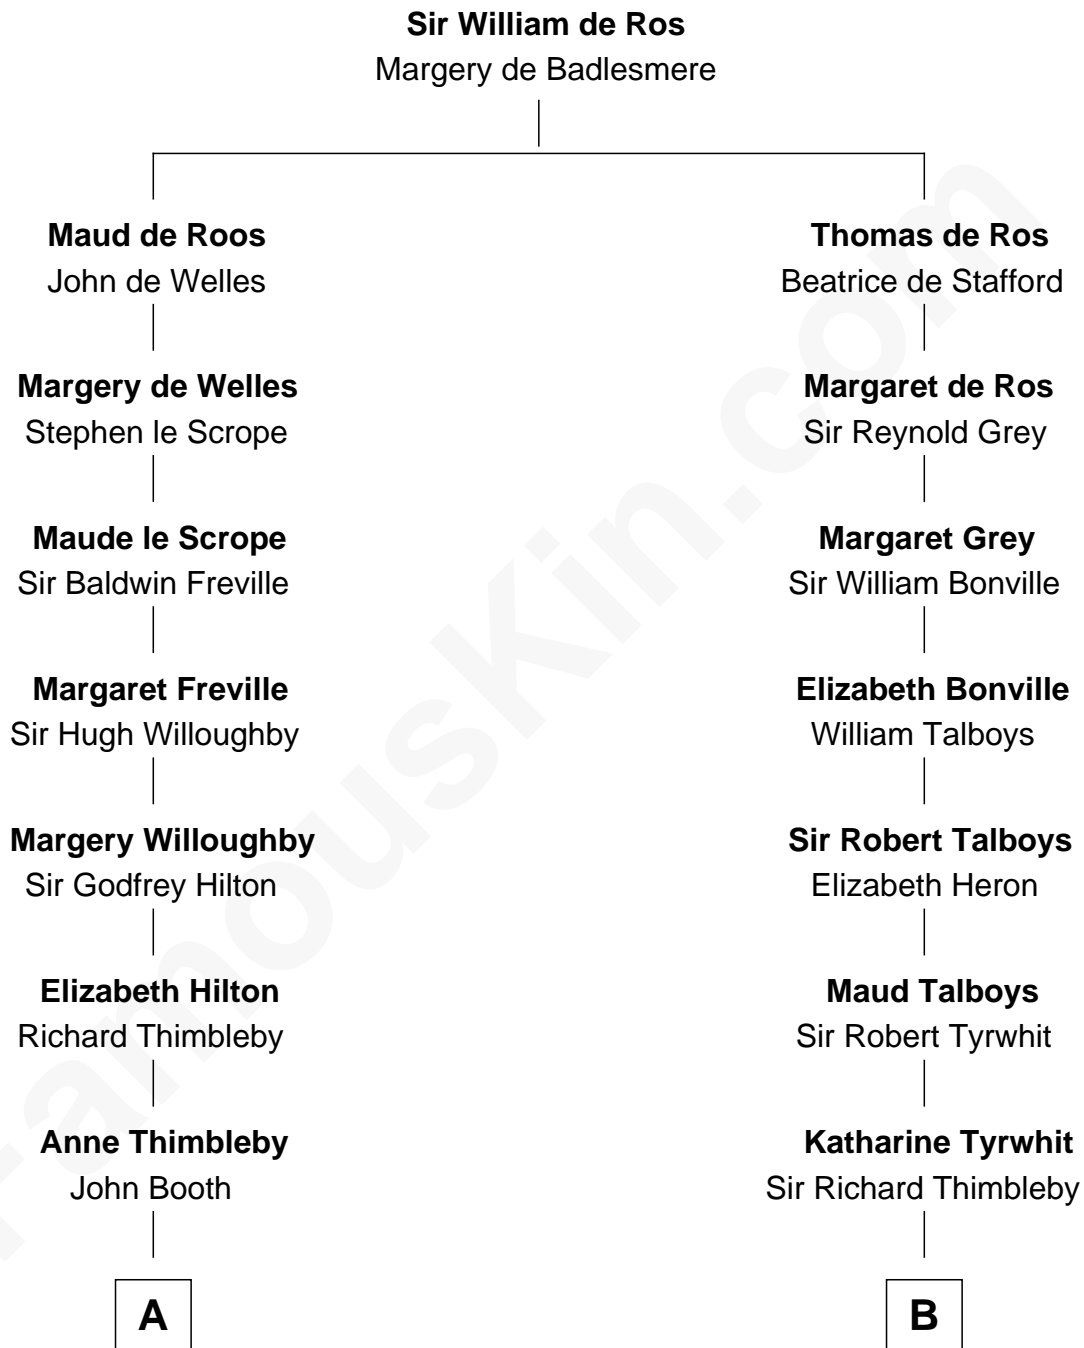 Sir William de Ros
Margery de Badlesmere
Maud de Roos
John de Welles
Thomas de Ros
Beatrice de Stafford
Margery de Welles
Stephen le Scrope
Margaret de Ros
Sir Reynold Grey
Maude le Scrope
Sir Baldwin Freville
Margaret Grey
Sir William Bonville
Margaret Freville
Sir Hugh Willoughby
Elizabeth Bonville
William Talboys
Margery Willoughby
Sir Godfrey Hilton
Sir Robert Talboys
Elizabeth Heron
Elizabeth Hilton
Richard Thimbleby
Maud Talboys
Sir Robert Tyrwhit
Anne Thimbleby
John Booth
Katharine Tyrwhit
Sir Richard Thimbleby
A
B
FamousKin.com